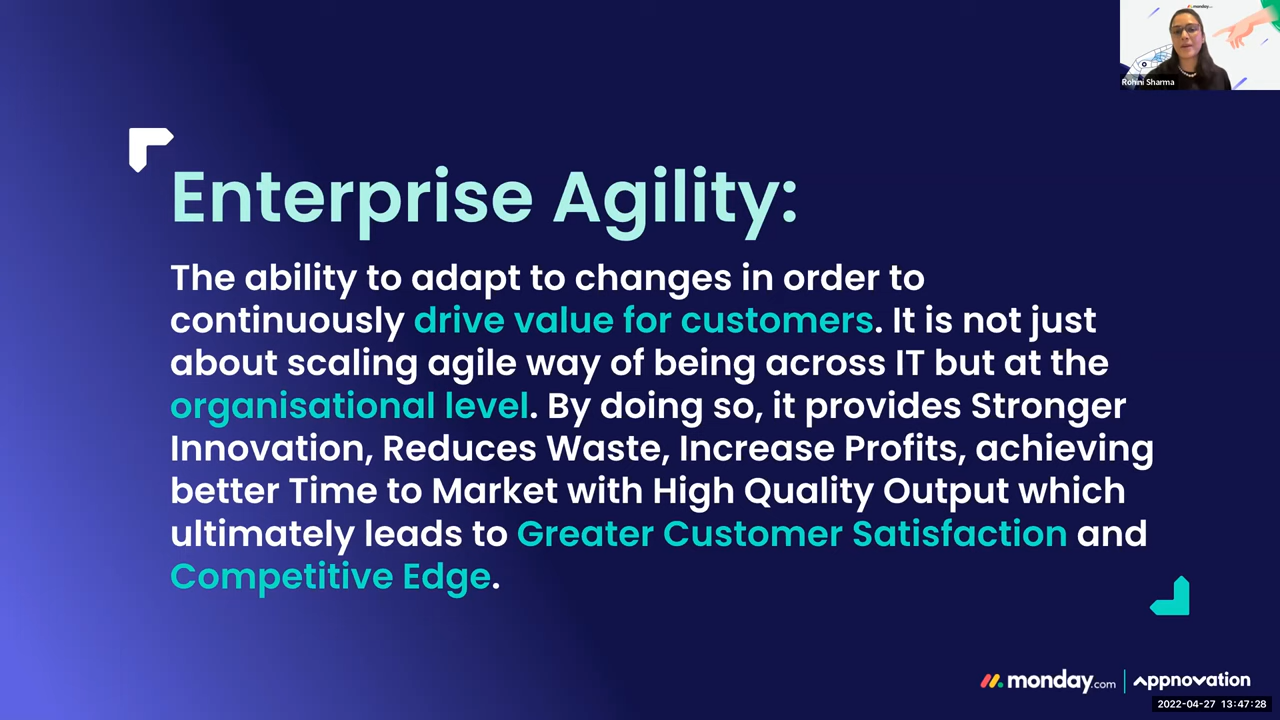 monday.com
Rohini Sharma
Enterprise Agility:
The ability to adapt to changes in order to
continuously drive value for customers. It is not just
about scaling agile way of being across IT but at the
organisational level. By doing so, it provides Stronger
Innovation, Reduces Waste, Increase Profits, achieving
better Time to Market with High Quality Output which
ultimately leads to Greater Customer Satisfaction and
Competitive Edge.
monday.com | Appnovation
2022-04-27 13:47:28